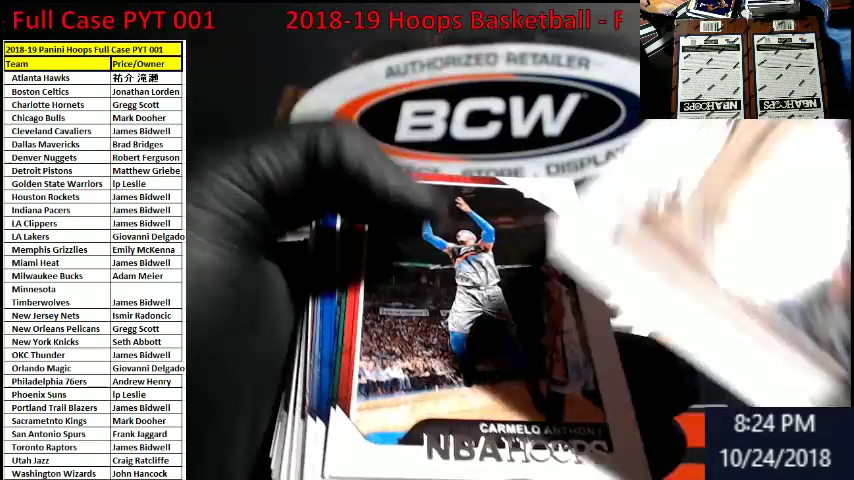 Full Case PYT 001 2018-19 Hoops Basketball - F
2018-19 Panini Hoops Full Case PYT 001
Team Price/Owner
Atlanta Hawks 祐介 滝瀬
Boston Celtics Jonathan Lorden
Charlotte Hornets Gregg Scott
Chicago Bulls Mark Dooher
Cleveland Cavaliers James Bidwell
Dallas Mavericks Brad Bridges
Denver Nuggets Robert Ferguson
Detroit Pistons Matthew Griebe
Golden State Warriors lp Leslie
Houston Rockets James Bidwell
Indiana Pacers James Bidwell
LA Clippers James Bidwell
LA Lakers Giovanni Delgado
Memphis Grizzlies Emily McKenna
Miami Heat James Bidwell
Milwaukee Bucks Adam Meier
Minnesota
Timberwolves James Bidwell
New Jersey Nets Ismir Radoncic
New Orleans Pelicans Gregg Scott
New York Knicks Seth Abbott
OKC Thunder James Bidwell
Orlando Magic Giovanni Delgado
Philadelphia 76ers Andrew Henry
Phoenix Suns lp Leslie
Portland Trail Blazers James Bidwell
Sacrametnto Kings Mark Dooher
San Antonio Spurs Frank Jaggard
Toronto Raptors James Bidwell
Utah Jazz Craig Ratcliffe
Washington Wizards John Hancock
AUTHORIZED RETAILER
BCW
STORE . DISPLA
CARMELO ANTHONY
NBA HOOPS
NBA HOOPS
NBA HOOPS
8:24 PM
10/24/2018